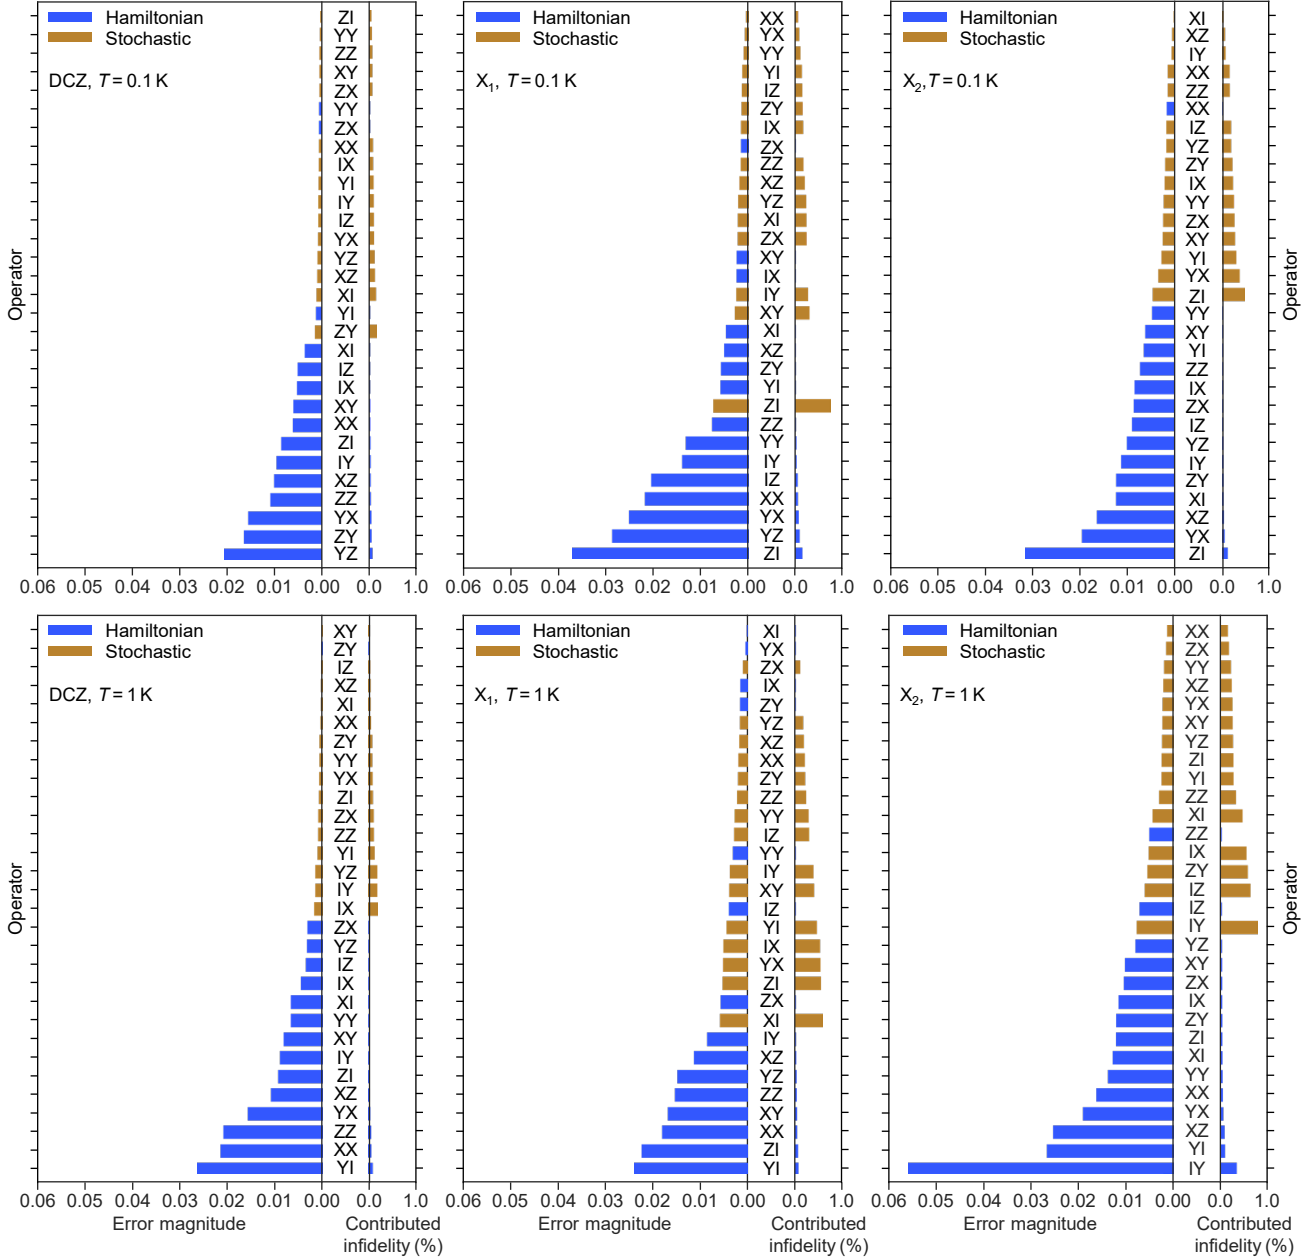 Hamiltonian
Stochastic
DCZ, T = 0.1 K
ZI
YY
ZZ
XY
ZX
YY
ZX
XX
IX
YI
IY
IZ
YX
YZ
XZ
XI
YI
ZY
XI
IZ
IX
XY
XX
ZI
IY
XZ
ZZ
YX
ZY
YZ
Operator
0.06 0.05 0.04 0.03 0.02 0.01 0.00 0.0 1.0
Hamiltonian
Stochastic
X1, T = 0.1 K
XX
YX
YY
YI
IZ
ZY
IX
ZX
ZZ
XZ
YZ
XI
ZX
XY
IX
IY
XY
XI
XZ
ZY
YI
ZI
ZZ
YY
IY
IZ
XX
YX
YZ
ZI
0.06 0.05 0.04 0.03 0.02 0.01 0.00 0.0 1.0
Hamiltonian
Stochastic
X2, T = 0.1 K
XI
XZ
IY
XX
ZZ
XX
IZ
YZ
ZY
IX
YY
ZX
XY
YI
YX
ZI
YY
XY
YI
ZZ
IX
ZX
IZ
YZ
IY
ZY
XI
XZ
YX
ZI
Operator
0.06 0.05 0.04 0.03 0.02 0.01 0.00 0.0 1.0
Hamiltonian
Stochastic
DCZ, T = 1 K
XY
ZY
IZ
XZ
XI
XX
ZY
YY
YX
ZI
ZX
ZZ
YI
YZ
IY
IX
ZX
YZ
IZ
IX
XI
YY
XY
IY
ZI
XZ
YX
ZZ
XX
YI
Operator
0.06 0.05 0.04 0.03 0.02 0.01 0.00 0.0 1.0
Error magnitude
Contributed
infidelity (%)
Hamiltonian
Stochastic
X1, T = 1 K
XI
YX
ZX
IX
ZY
YZ
XZ
XX
ZY
ZZ
YY
IZ
YY
IY
XY
IZ
YI
IX
YX
ZI
ZX
XI
IY
XZ
YZ
ZZ
XY
XX
ZI
YI
0.06 0.05 0.04 0.03 0.02 0.01 0.00 0.0 1.0
Error magnitude
Contributed
infidelity (%)
Hamiltonian
Stochastic
X2, T = 1 K
XX
ZX
YY
XZ
YX
XY
YZ
ZI
YI
ZZ
XI
ZZ
IX
ZY
IZ
IZ
IY
YZ
XY
ZX
IX
ZY
ZI
XI
YY
XX
YX
XZ
YI
IY
Operator
0.06 0.05 0.04 0.03 0.02 0.01 0.00 0.0 1.0
Error magnitude
Contributed
infidelity (%)